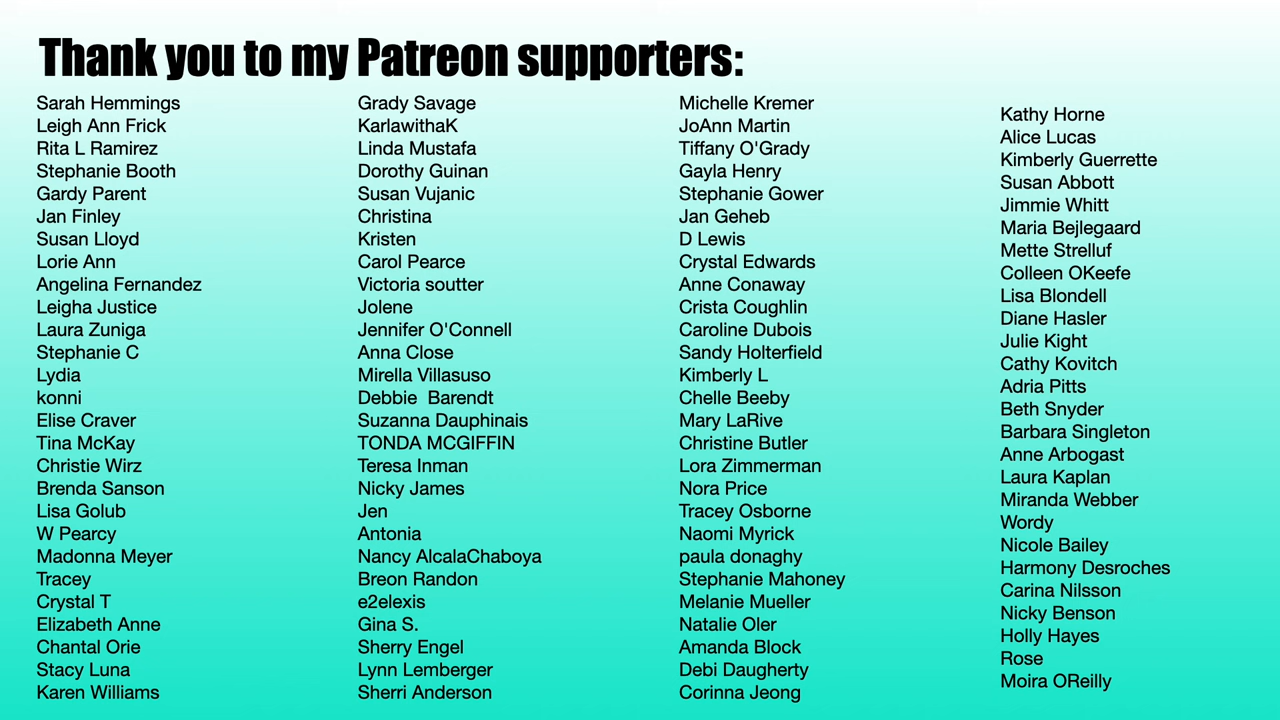 Thank you to my Patreon supporters:
Sarah Hemmings
Leigh Ann Frick
Rita L Ramirez
Stephanie Booth
Gardy Parent
Jan Finley
Susan Lloyd
Lorie Ann
Angelina Fernandez
Leigha Justice
Laura Zuniga
Stephanie C
Lydia
konni
Elise Craver
Tina McKay
Christie Wirz
Brenda Sanson
Lisa Golub
W Pearcy
Madonna Meyer
Tracey
Crystal T
Elizabeth Anne
Chantal Orie
Stacy Luna
Karen Williams
Grady Savage
KarlawithaK
Linda Mustafa
Dorothy Guinan
Susan Vujanic
Christina
Kristen
Carol Pearce
Victoria soutter
Jolene
Jennifer O'Connell
Anna Close
Mirella Villasuso
Debbie  Barendt
Suzanna Dauphinais
TONDA MCGIFFIN
Teresa Inman
Nicky James
Jen
Antonia
Nancy AlcalaChaboya
Breon Randon
e2elexis
Gina S.
Sherry Engel
Lynn Lemberger
Sherri Anderson
Michelle Kremer
JoAnn Martin
Tiffany O'Grady
Gayla Henry
Stephanie Gower
Jan Geheb
D Lewis
Crystal Edwards
Anne Conaway
Crista Coughlin
Caroline Dubois
Sandy Holterfield
Kimberly L
Chelle Beeby
Mary LaRive
Christine Butler
Lora Zimmerman
Nora Price
Tracey Osborne
Naomi Myrick
paula donaghy
Stephanie Mahoney
Melanie Mueller
Natalie Oler
Amanda Block
Debi Daugherty
Corinna Jeong
Kathy Horne
Alice Lucas
Kimberly Guerrette
Susan Abbott
Jimmie Whitt
Maria Bejlegaard
Mette Strelluf
Colleen OKeefe
Lisa Blondell
Diane Hasler
Julie Kight
Cathy Kovitch
Adria Pitts
Beth Snyder
Barbara Singleton
Anne Arbogast
Laura Kaplan
Miranda Webber
Wordy
Nicole Bailey
Harmony Desroches
Carina Nilsson
Nicky Benson
Holly Hayes
Rose
Moira OReilly